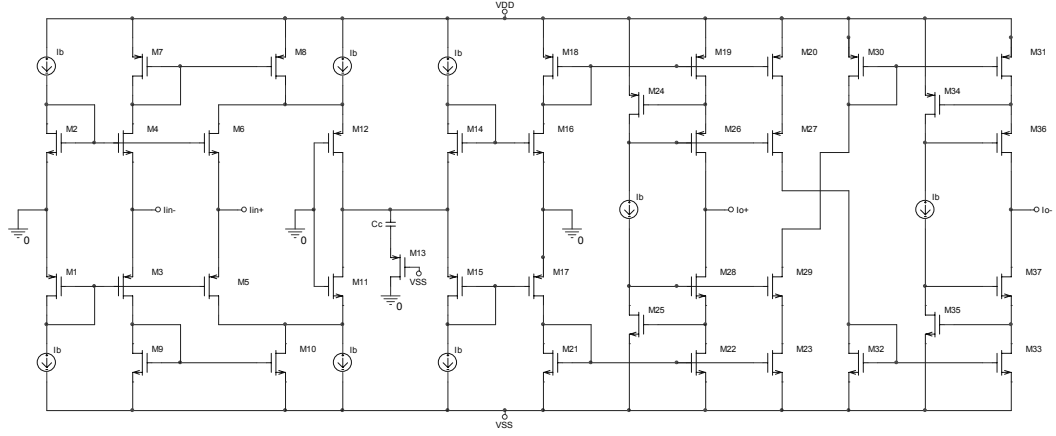 VDD
M7
M8
M18
M19
M20
M30
M31
Ib
Ib
Ib
M24
M34
M2
M4
M6
M12
M14
M16
M26
M27
M36
Ib
Ib
Iin-
Iin+
Io+
Io-
Cc
0
0
0
M13
VSS
0
M1
M3
M5
M11
M15
M17
M28
M29
M37
M25
M35
Ib
M9
M10
Ib
Ib
M21
M22
M23
M32
M33
VSS